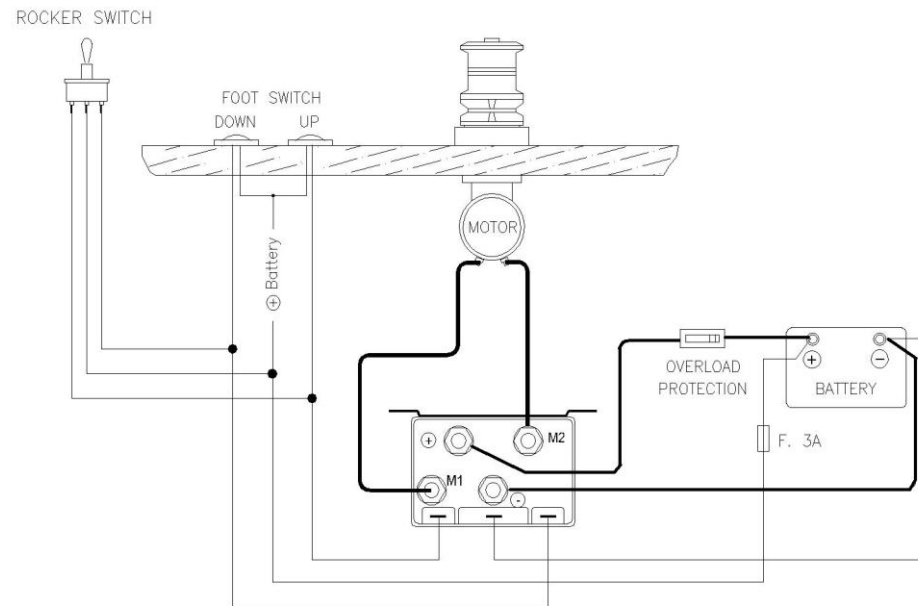 ROCKER SWITCH
FOOT SWITCH
DOWN UP
MOTOR
⊕ Battery
OVERLOAD
PROTECTION
+ -
BATTERY
F. 3A
+ M2
M1
-